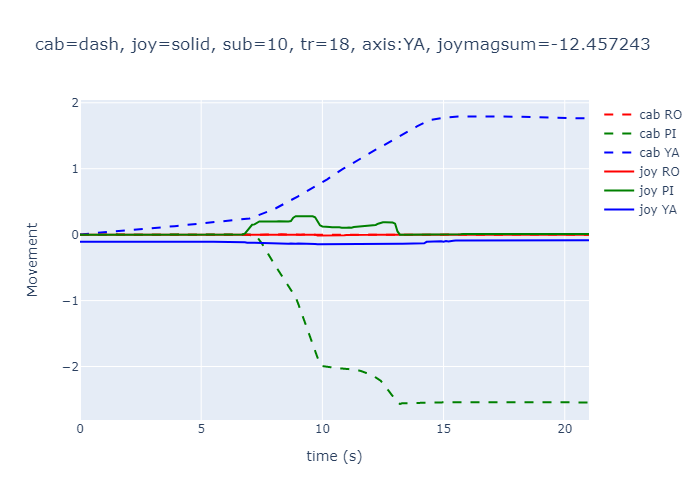 cab=dash, joy=solid, sub=10, tr=18, axis:YA, joymagsum=-12.457243
2
1
0
−1
−2
Movement
0
5
10
15
20
time (s)
cab RO
cab PI
cab YA
joy RO
joy PI
joy YA